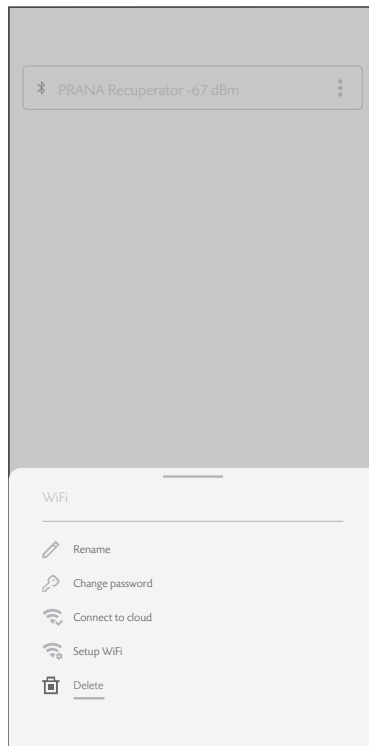 PRANA Recuperator -67 dBm
WiFi
Rename
Change password
Connect to cloud
Setup WiFi
Delete